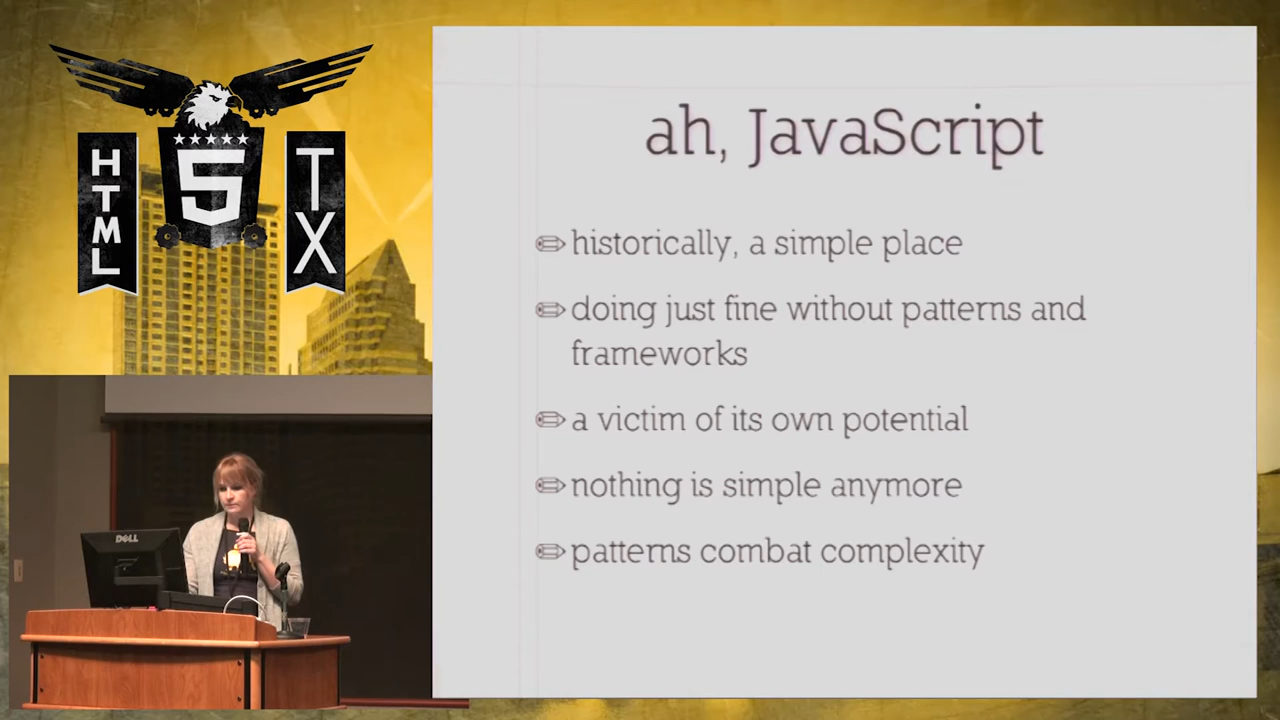 HTML
5
TX
ah, JavaScript
historically, a simple place
doing just fine without patterns and
frameworks
a victim of its own potential
nothing is simple anymore
patterns combat complexity
DELL